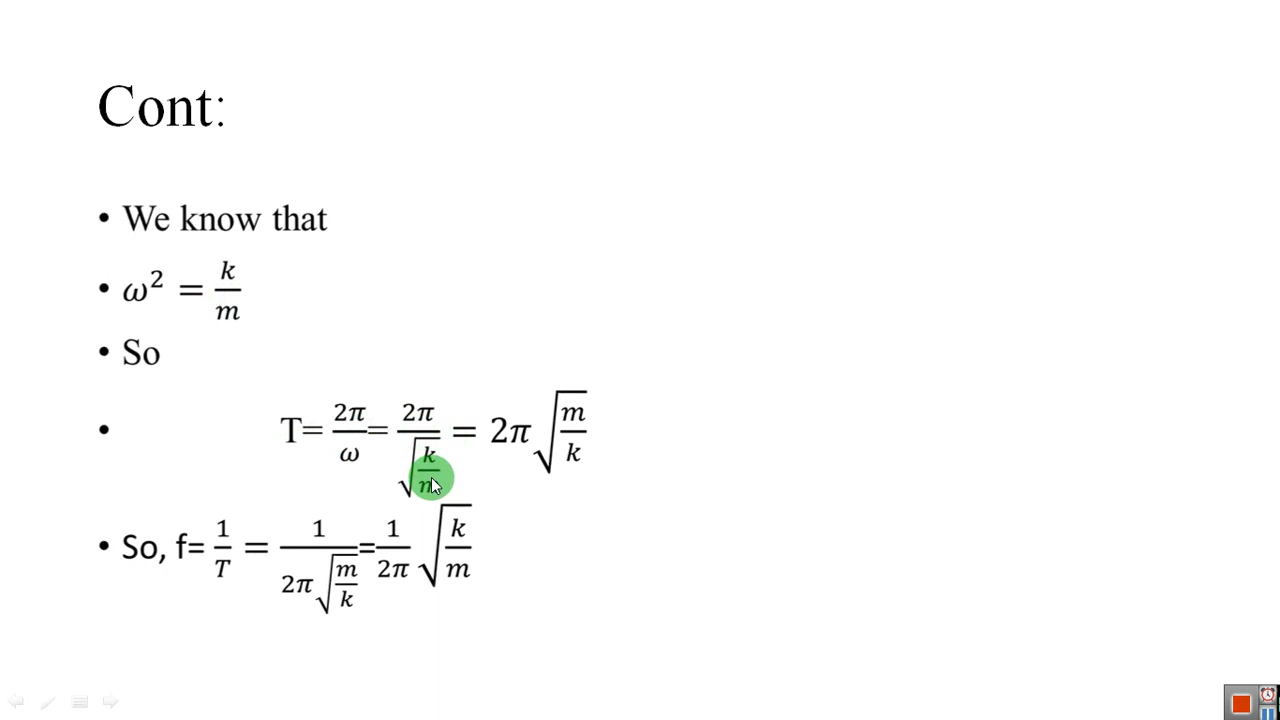 Cont:
• We know that
• ω² = k/m
• So
• T= 2π/ω = 2π/√(k/m) = 2π√(m/k)
• So, f= 1/T = 1/(2π√(m/k)) = 1/2π √(k/m)